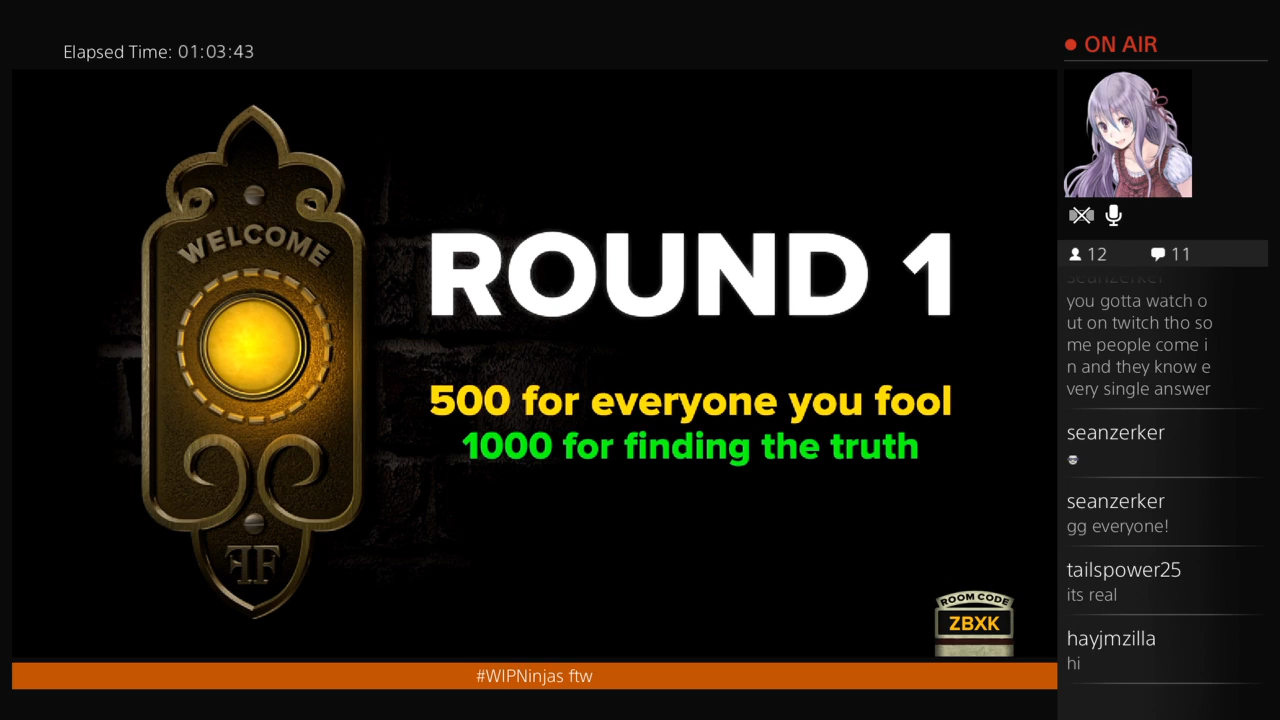 Elapsed Time: 01:03:43
ON AIR
WELCOME
ROUND 1
500 for everyone you fool
1000 for finding the truth
FF
ROOM CODE
ZBXK
#WIPNinjas ftw
12 11
seanzerker
you gotta watch o
ut on twitch tho so
me people come i
n and they know e
very single answer
seanzerker
seanzerker
gg everyone!
tailspower25
its real
hayjmzilla
hi